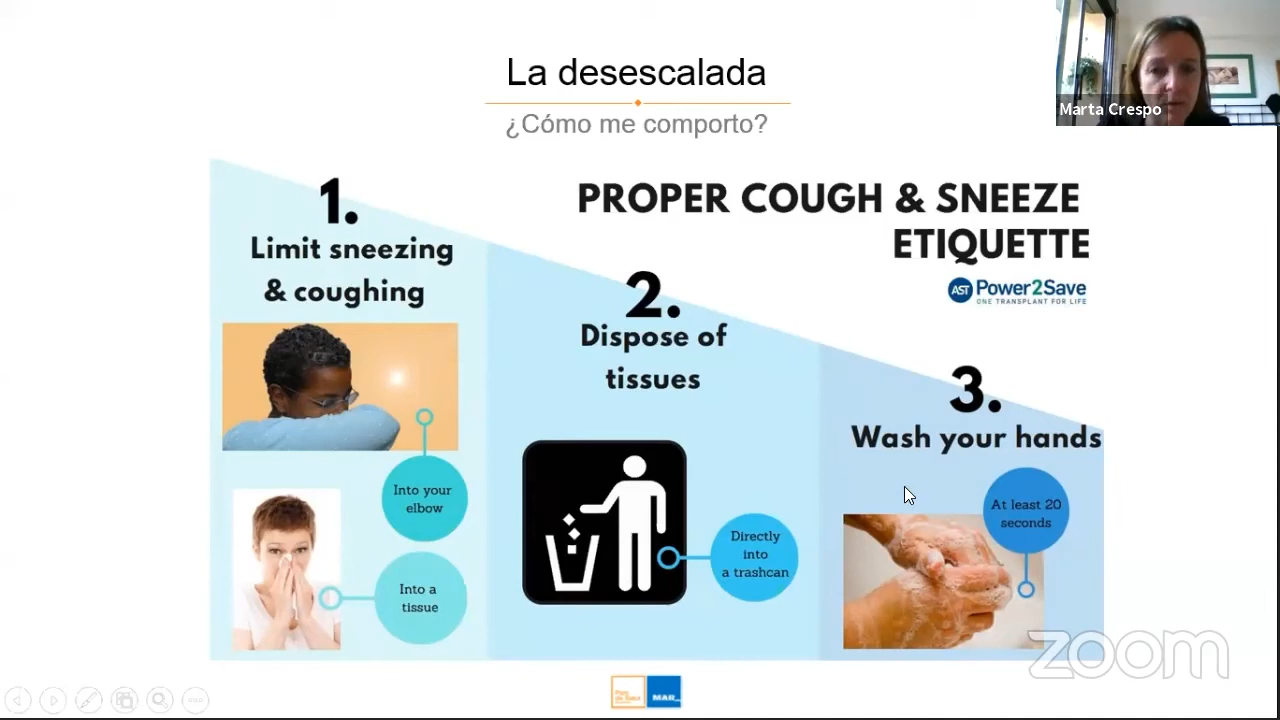 La desescalada
¿Cómo me comporto?
Marta Crespo
PROPER COUGH & SNEEZE
ETIQUETTE
AST Power2Save
ONE TRANSPLANT FOR LIFE
1.
Limit sneezing
& coughing
Into your
elbow
Into a
tissue
2.
Dispose of
tissues
Directly
into
a trashcan
3.
Wash your hands
At least 20
seconds
zoom
MAR